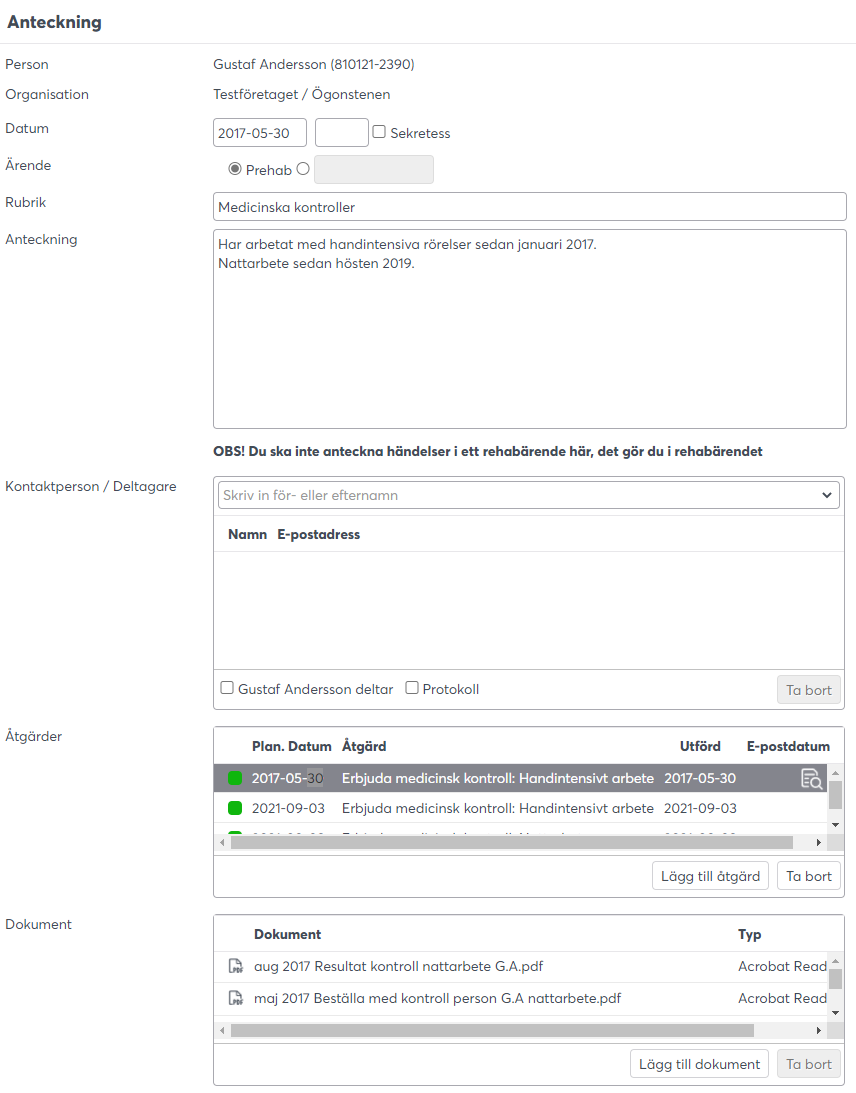 Anteckning
Person Gustaf Andersson (810121-2390)
Organisation Testföretaget / Ögonstenen
Datum 2017-05-30 Sekretess
Ärende Prehab
Rubrik Medicinska kontroller
Anteckning Har arbetat med handintensiva rörelser sedan januari 2017.
Nattarbete sedan hösten 2019.
OBS! Du ska inte anteckna händelser i ett rehabärende här, det gör du i rehabärendet
Kontaktperson / Deltagare Skriv in för- eller efternamn
Namn E-postadress
Gustaf Andersson deltar Protokoll Ta bort
Åtgärder Plan. Datum Åtgärd Utförd E-postdatum
2017-05-30 Erbjuda medicinsk kontroll: Handintensivt arbete 2017-05-30
2021-09-03 Erbjuda medicinsk kontroll: Handintensivt arbete 2021-09-03
Lägg till åtgärd Ta bort
Dokument Dokument Typ
PDF aug 2017 Resultat kontroll nattarbete G.A.pdf Acrobat Read
PDF maj 2017 Beställa med kontroll person G.A nattarbete.pdf Acrobat Read
Lägg till dokument Ta bort